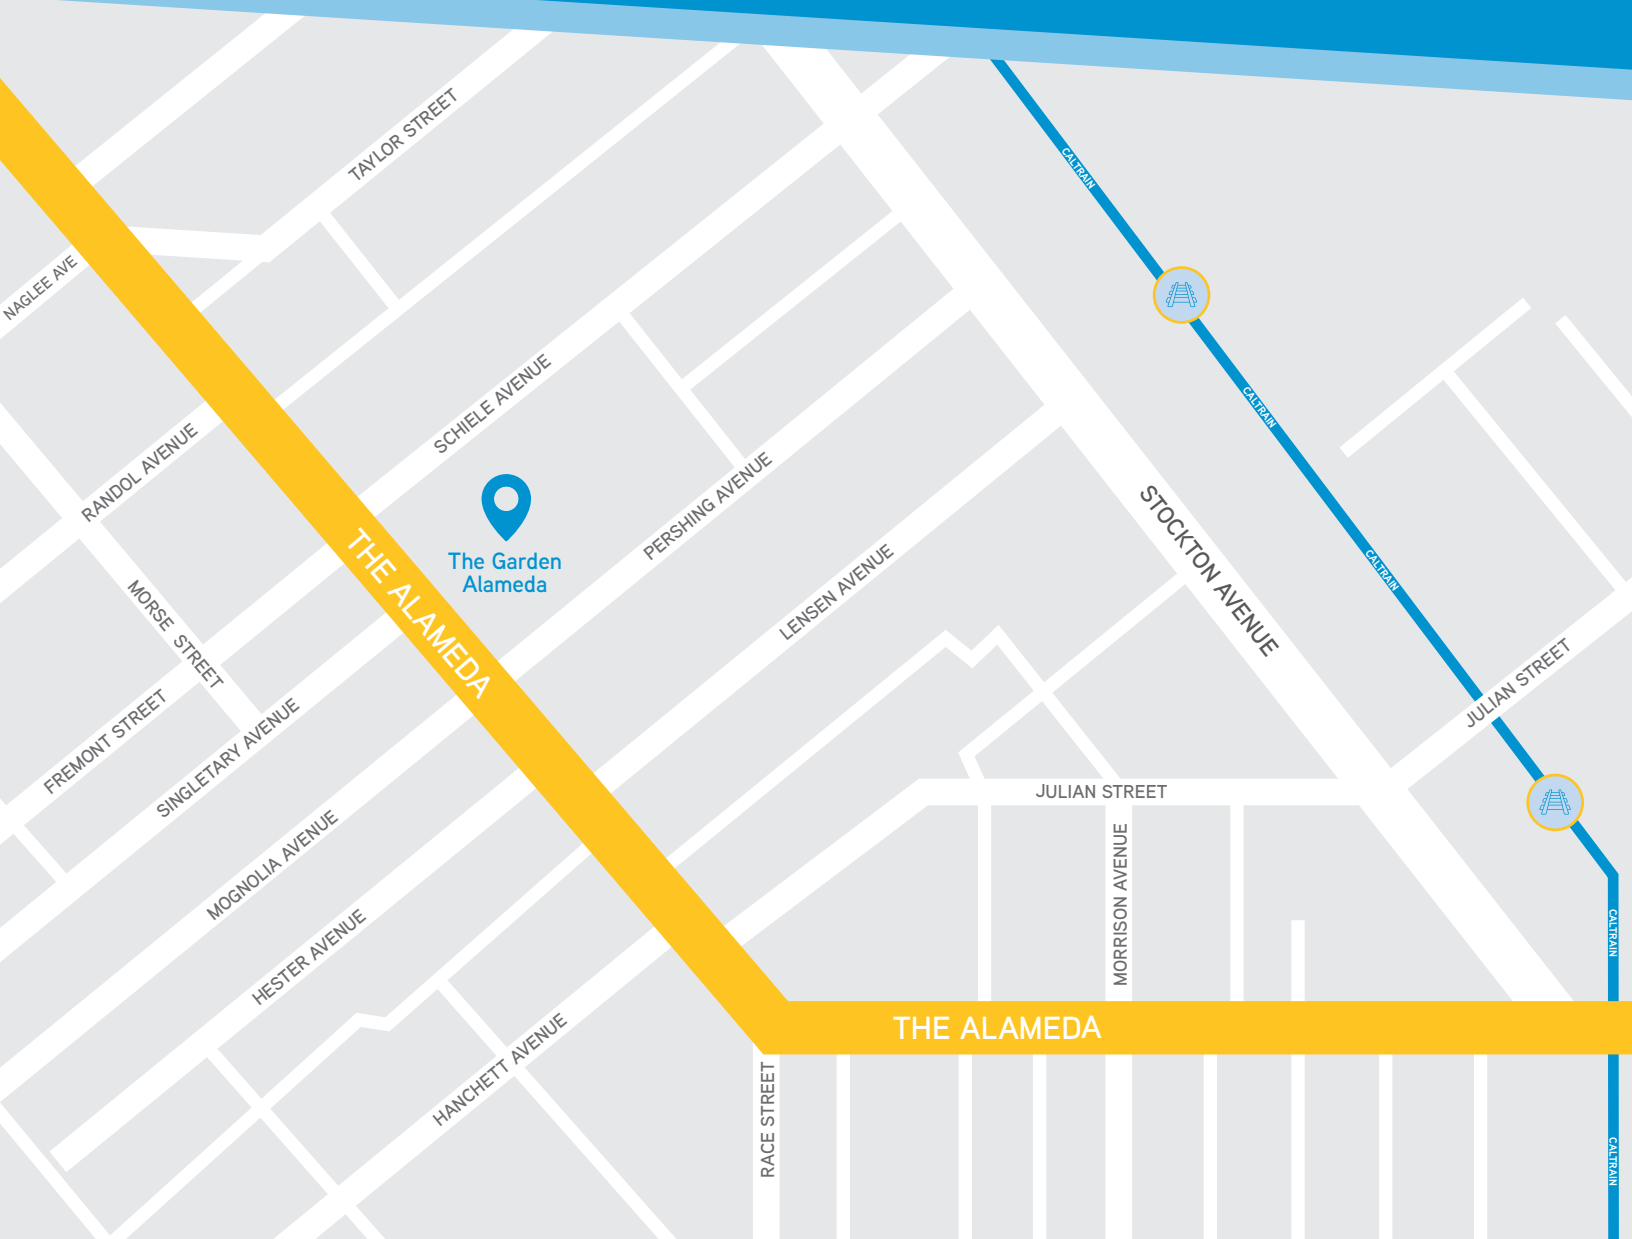 TAYLOR STREET
CALTRAIN
NAGLEE AVE
SCHIELE AVENUE
CALTRAIN
RANDOL AVENUE
PERSHING AVENUE
The Garden
Alameda
THE ALAMEDA
STOCKTON AVENUE
LENSEN AVENUE
CALTRAIN
MORSE STREET
JULIAN STREET
FREMONT STREET
SINGLETARY AVENUE
JULIAN STREET
MOGNOLIA AVENUE
MORRISON AVENUE
HESTER AVENUE
CALTRAIN
THE ALAMEDA
HANCHETT AVENUE
RACE STREET
CALTRAIN